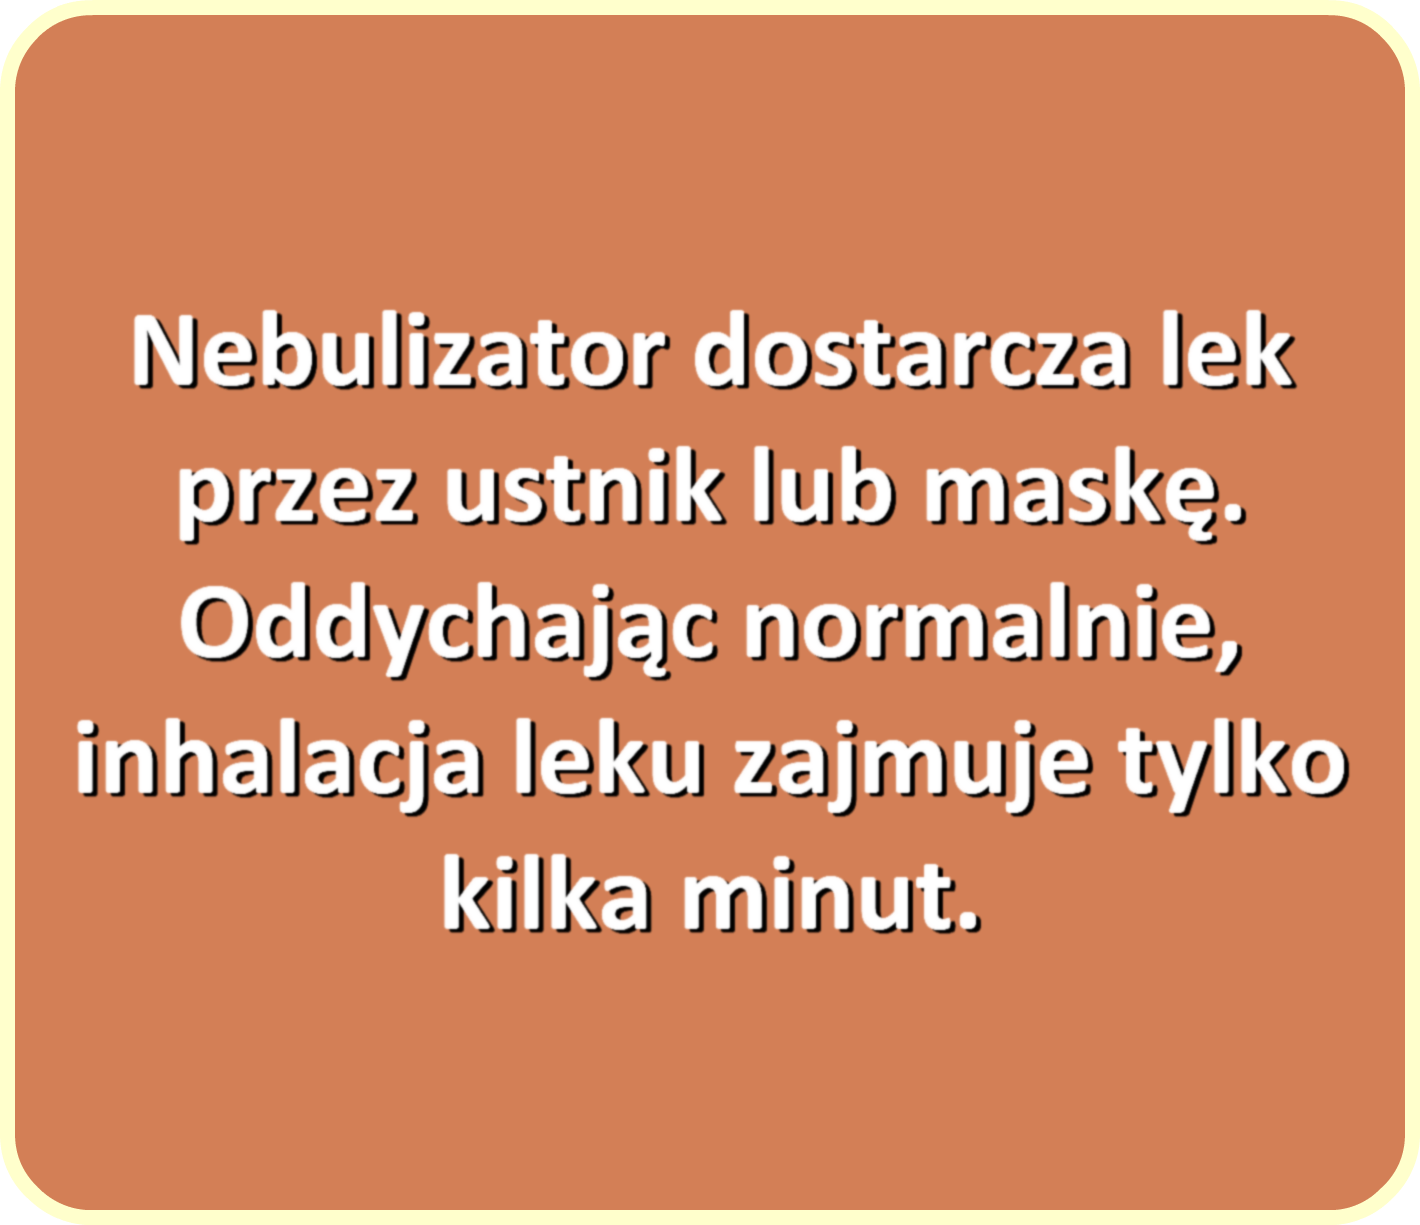 Nebulizator dostarcza lek
przez ustnik lub maskę.
Oddychając normalnie,
inhalacja leku zajmuje tylko
kilka minut.